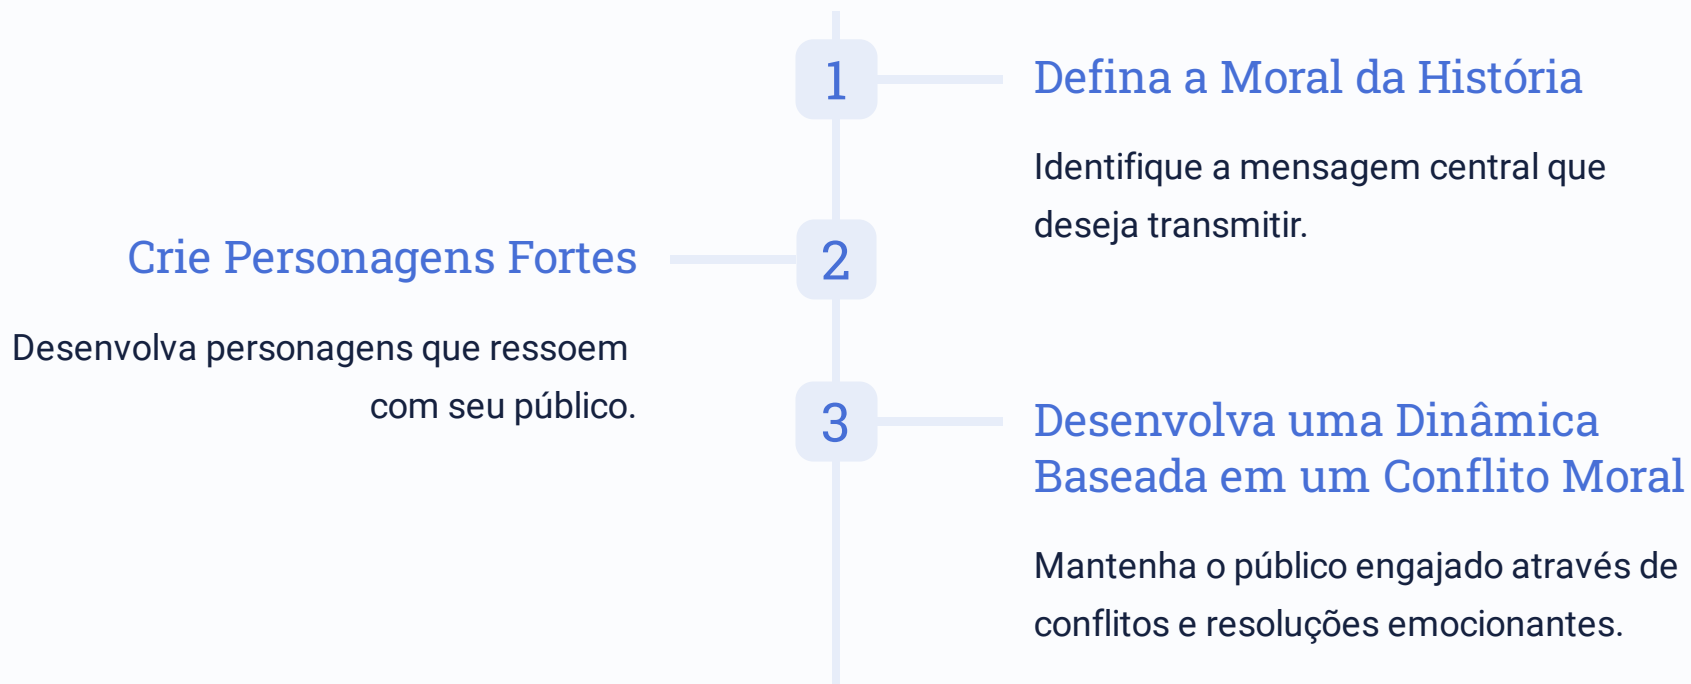 1
Defina a Moral da História
Identifique a mensagem central que
deseja transmitir.
2
Crie Personagens Fortes
Desenvolva personagens que ressoem
com seu público.
3
Desenvolva uma Dinâmica
Baseada em um Conflito Moral
Mantenha o público engajado através de
conflitos e resoluções emocionantes.